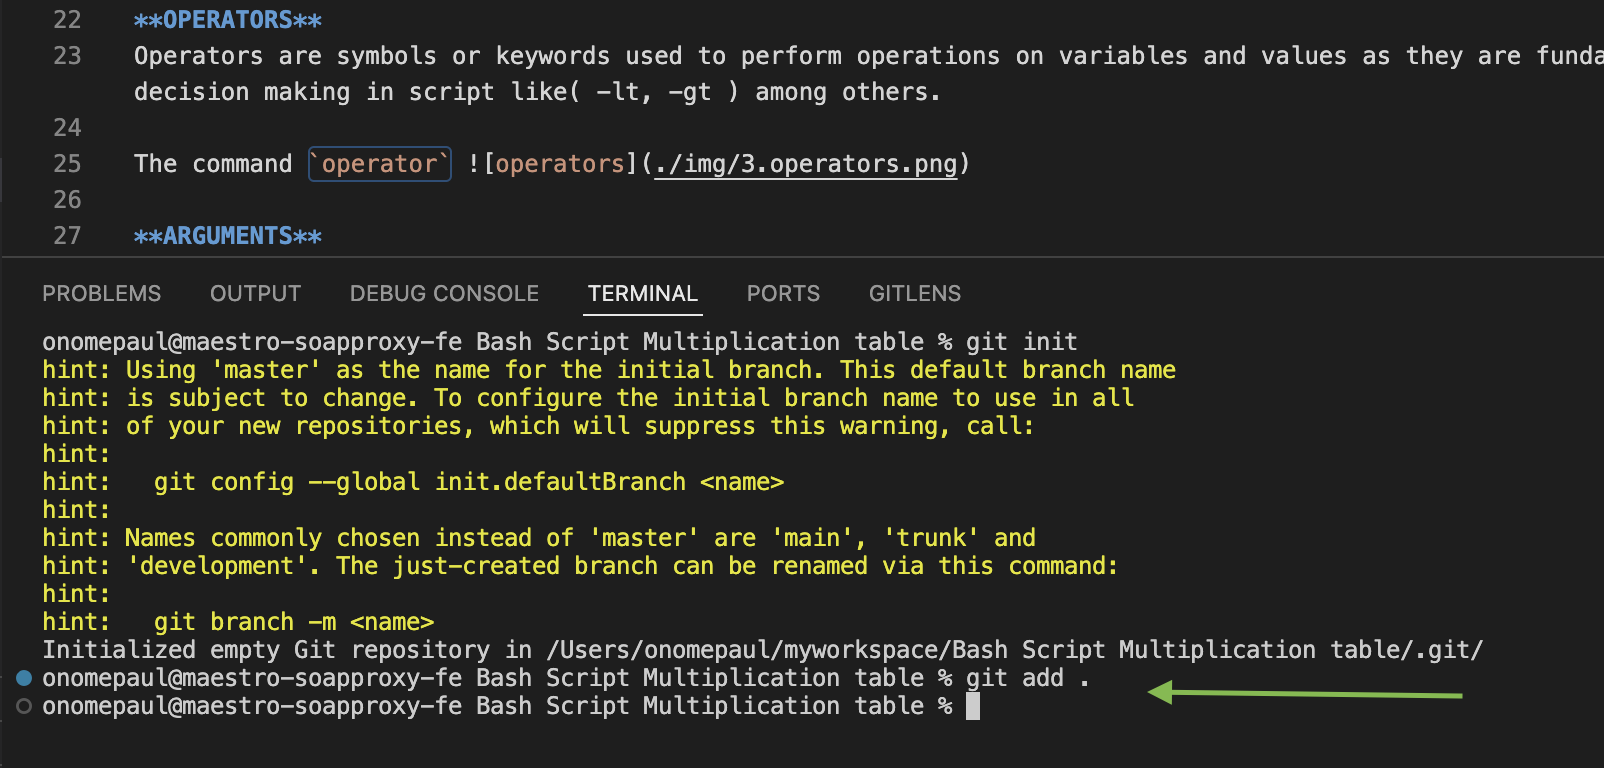 22 **OPERATORS**
23 Operators are symbols or keywords used to perform operations on variables and values as they are
decision making in script like( -lt, -gt ) among others.
24
25 The command `operator` ![operators](./img/3.operators.png)
26
27 **ARGUMENTS**
PROBLEMS OUTPUT DEBUG CONSOLE TERMINAL PORTS GITLENS
onomepaul@maestro-soapproxy-fe Bash Script Multiplication table % git init
hint: Using 'master' as the name for the initial branch. This default branch name
hint: is subject to change. To configure the initial branch name to use in all
hint: of your new repositories, which will suppress this warning, call:
hint:
hint:   git config --global init.defaultBranch <name>
hint:
hint: Names commonly chosen instead of 'master' are 'main', 'trunk' and
hint: 'development'. The just-created branch can be renamed via this command:
hint:
hint:   git branch -m <name>
Initialized empty Git repository in /Users/onomepaul/myworkspace/Bash Script Multiplication table/.git/
onomepaul@maestro-soapproxy-fe Bash Script Multiplication table % git add .
onomepaul@maestro-soapproxy-fe Bash Script Multiplication table %